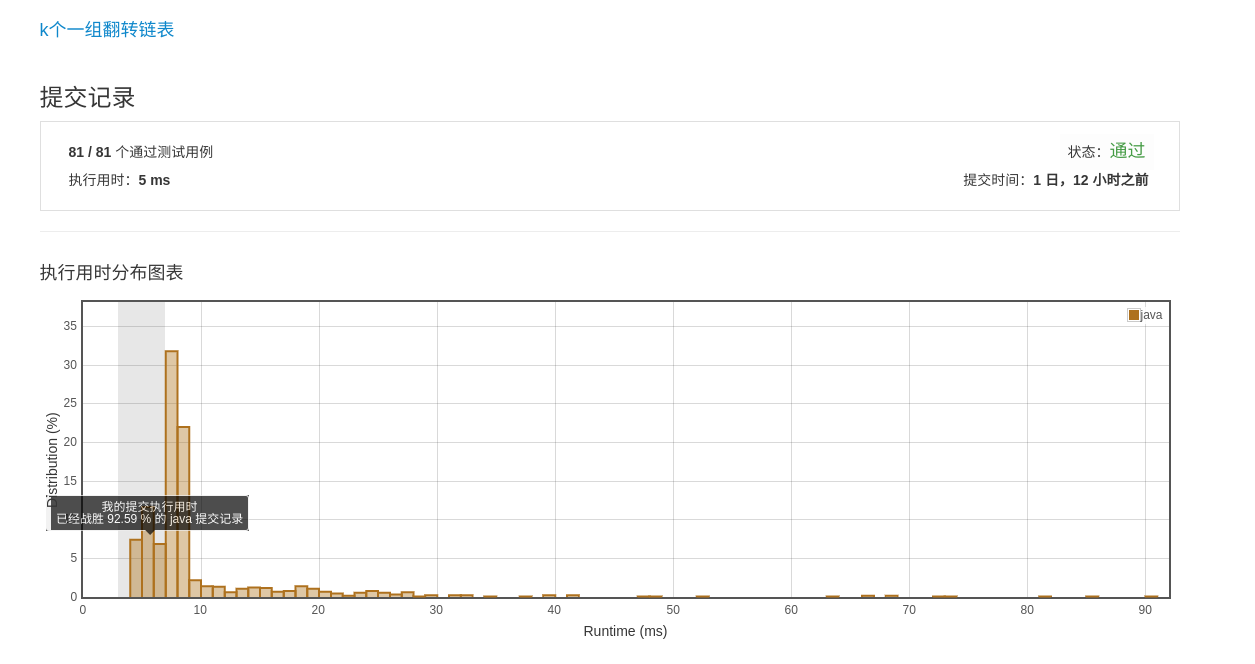 k个一组翻转链表
提交记录
81 / 81 个通过测试用例
状态：通过
执行用时：5 ms
提交时间：1 日，12 小时之前
执行用时分布图表
java
35
30
25
20
15
5
0
Distribution (%)
我的提交执行用时
已经战胜 92.59 % 的 java 提交记录
0 10 20 30 40 50 60 70 80 90
Runtime (ms)